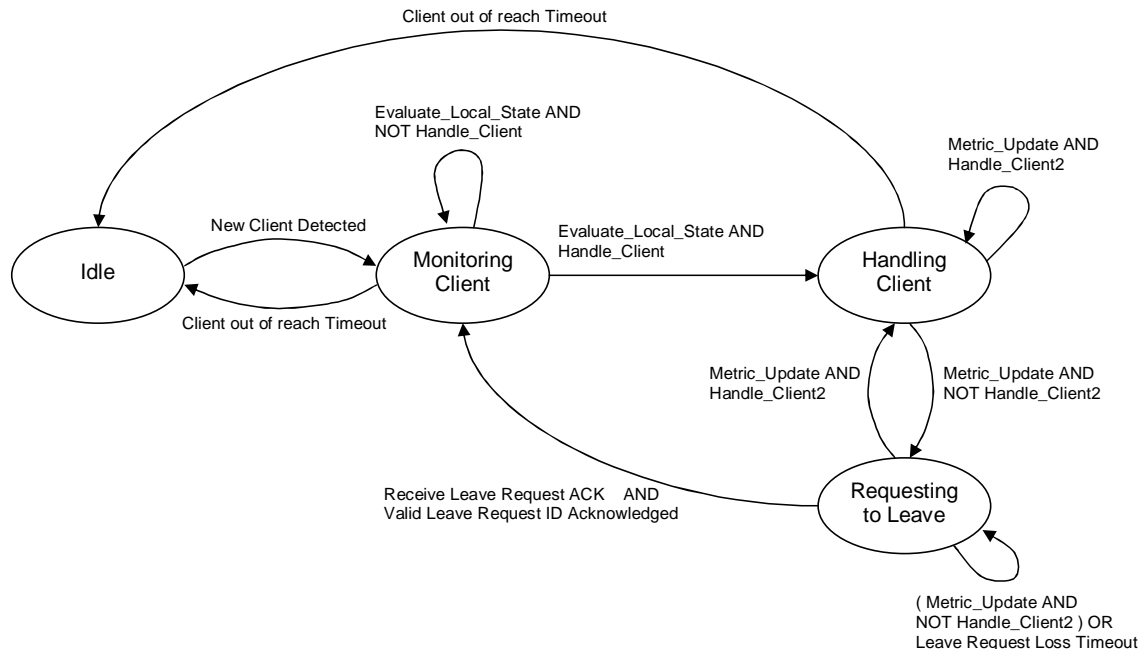 Client out of reach Timeout
Evaluate_Local_State AND
NOT Handle_Client
Metric_Update AND
Handle_Client2
New Client Detected
Evaluate_Local_State AND
Handle_Client
Idle
Monitoring
Client
Handling
Client
Client out of reach Timeout
Metric_Update AND
Handle_Client2
Metric_Update AND
NOT Handle_Client2
Receive Leave Request ACK AND
Valid Leave Request ID Acknowledged
Requesting
to Leave
( Metric_Update AND
NOT Handle_Client2 ) OR
Leave Request Loss Timeout